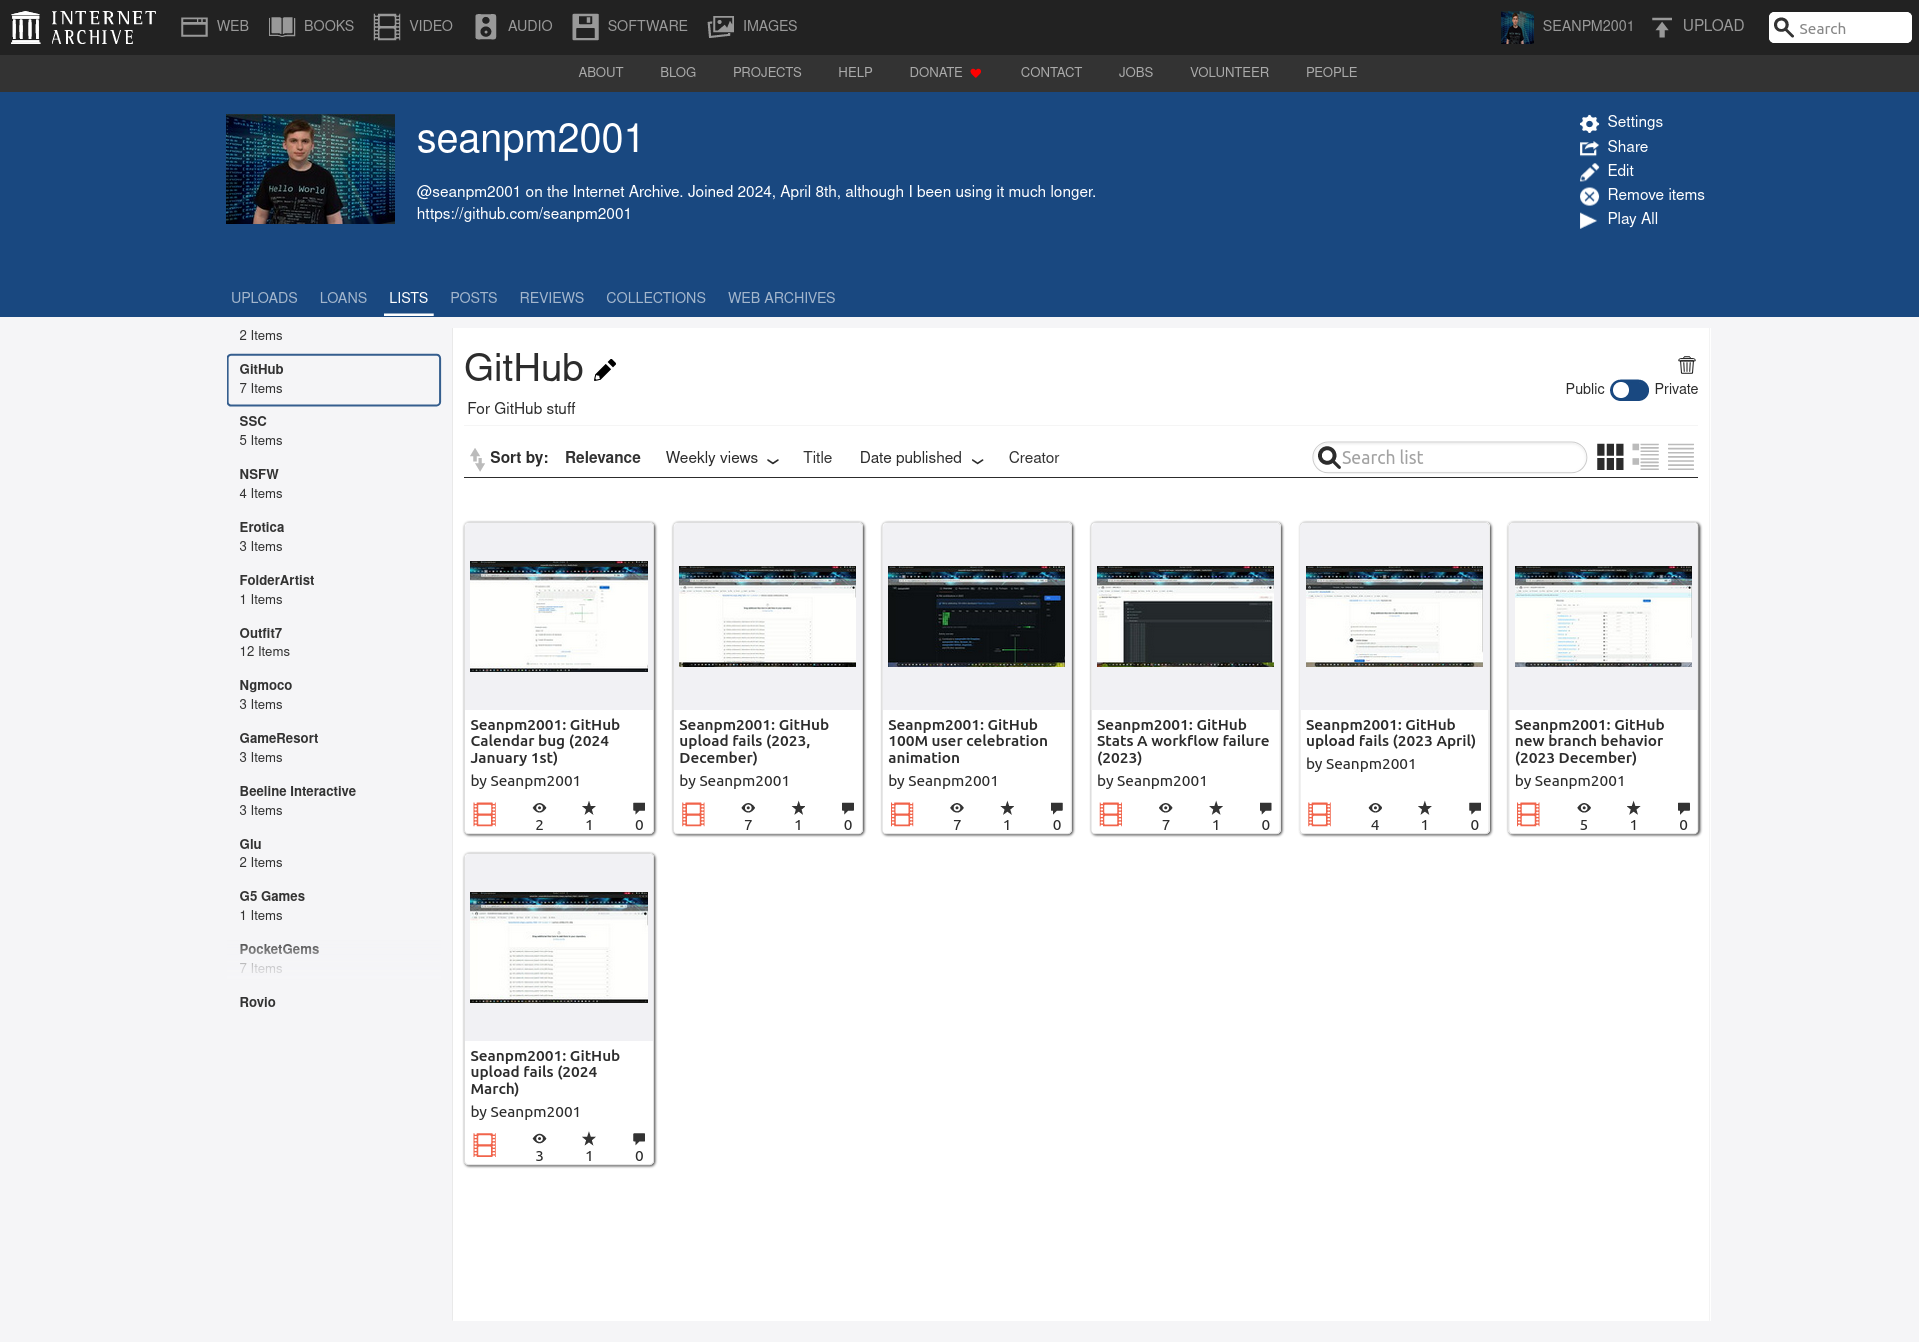 INTERNET ARCHIVE
WEB
BOOKS
VIDEO
AUDIO
SOFTWARE
IMAGES
SEANPM2001
UPLOAD
Search
ABOUT
BLOG
PROJECTS
HELP
DONATE
CONTACT
JOBS
VOLUNTEER
PEOPLE
Hello World
seanpm2001
@seanpm2001 on the Internet Archive. Joined 2024, April 8th, although I been using it much longer.
https://github.com/seanpm2001
Settings
Share
Edit
Remove items
Play All
UPLOADS
LOANS
LISTS
POSTS
REVIEWS
COLLECTIONS
WEB ARCHIVES
2 Items
GitHub
7 Items
SSC
5 Items
NSFW
4 Items
Erotica
3 Items
FolderArtist
1 Items
Outfit7
12 Items
Ngmoco
3 Items
GameResort
3 Items
Beeline Interactive
3 Items
Glu
2 Items
G5 Games
1 Items
PocketGems
7 Items
Rovio
GitHub
For GitHub stuff
Public
Private
Sort by:
Relevance
Weekly views
Title
Date published
Creator
Search list
Seanpm2001: GitHub
Calendar bug (2024
January 1st)
by Seanpm2001
2
1
0
Seanpm2001: GitHub
upload fails (2023,
December)
by Seanpm2001
7
1
0
Seanpm2001: GitHub
100M user celebration
animation
by Seanpm2001
7
1
0
Seanpm2001: GitHub
Stats A workflow failure
(2023)
by Seanpm2001
7
1
0
Seanpm2001: GitHub
upload fails (2023 April)
by Seanpm2001
4
1
0
Seanpm2001: GitHub
new branch behavior
(2023 December)
by Seanpm2001
5
1
0
Seanpm2001: GitHub
upload fails (2024
March)
by Seanpm2001
3
1
0